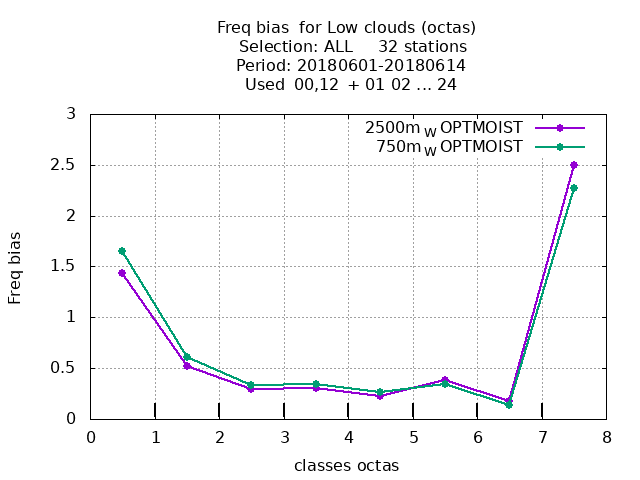 Freq bias  for Low clouds (octas)
Selection: ALL     32 stations
Period: 20180601-20180614
Used  00,12  + 01 02 ... 24
2500m_W OPTMOIST
750m_W OPTMOIST
3
2.5
2
1.5
1
0.5
0
Freq bias
0 1 2 3 4 5 6 7 8
classes octas